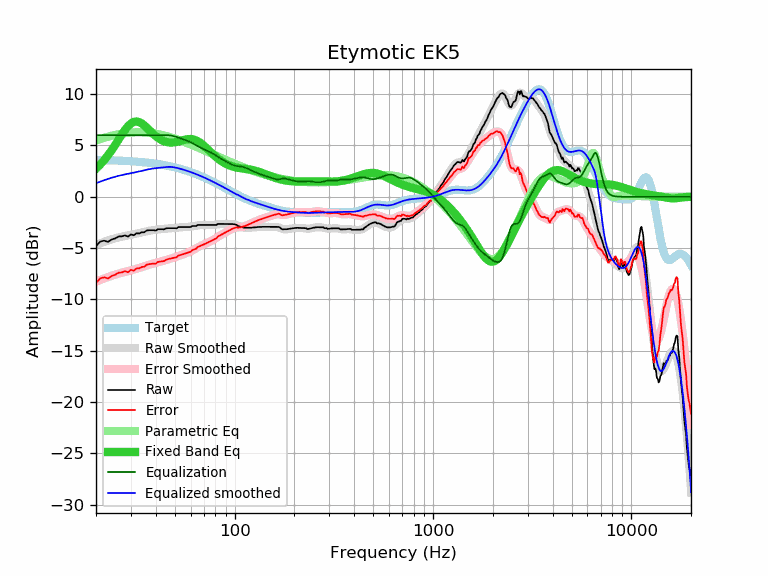 Etymotic EK5
Amplitude (dBr)
10
5
0
−5
−10
−15
−20
−25
−30
Target
Raw Smoothed
Error Smoothed
Raw
Error
Parametric Eq
Fixed Band Eq
Equalization
Equalized smoothed
100 1000 10000
Frequency (Hz)